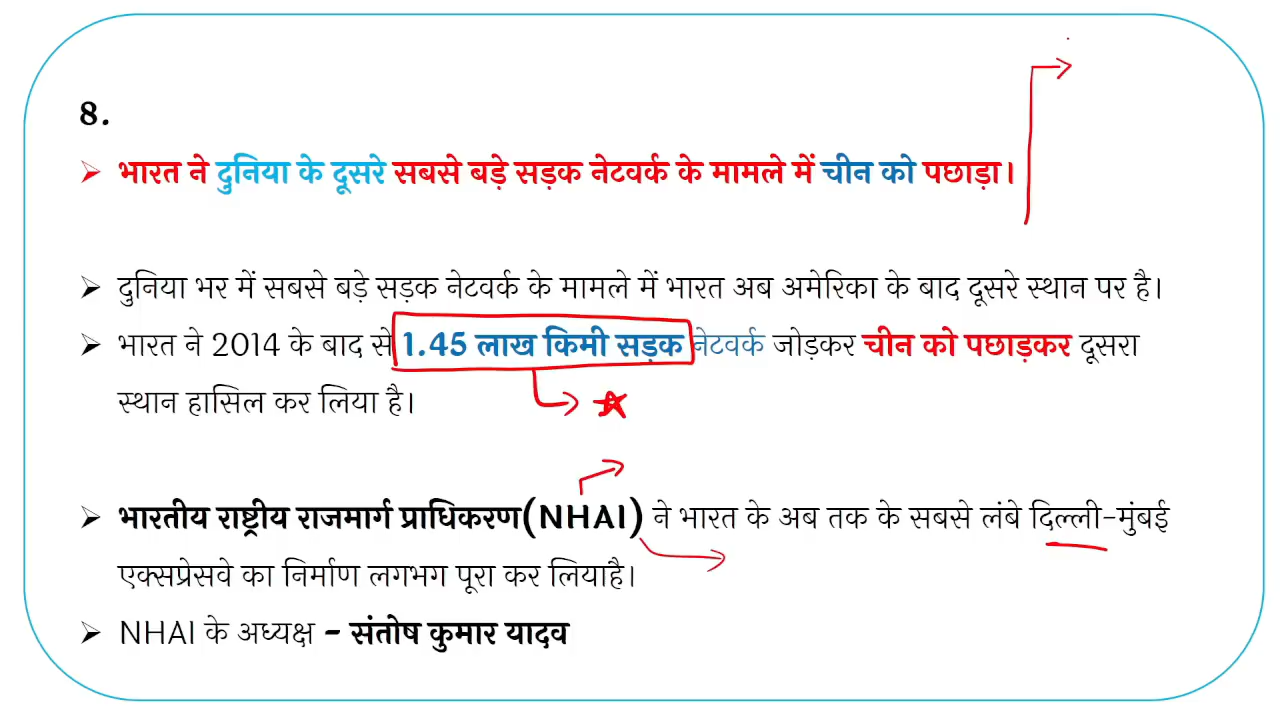 8.
➢ भारत ने दुनिया के दूसरे सबसे बड़े सड़क नेटवर्क के मामले में चीन को पछाड़ा।
➢ दुनिया भर में सबसे बड़े सड़क नेटवर्क के मामले में भारत अब अमेरिका के बाद दूसरे स्थान पर है।
➢ भारत ने 2014 के बाद से 1.45 लाख किमी सड़क नेटवर्क जोड़कर चीन को पछाड़कर दूसरा
स्थान हासिल कर लिया है।
➢ भारतीय राष्ट्रीय राजमार्ग प्राधिकरण(NHAI) ने भारत के अब तक के सबसे लंबे दिल्ली-मुंबई
एक्सप्रेसवे का निर्माण लगभग पूरा कर लियाहै।
➢ NHAI के अध्यक्ष - संतोष कुमार यादव